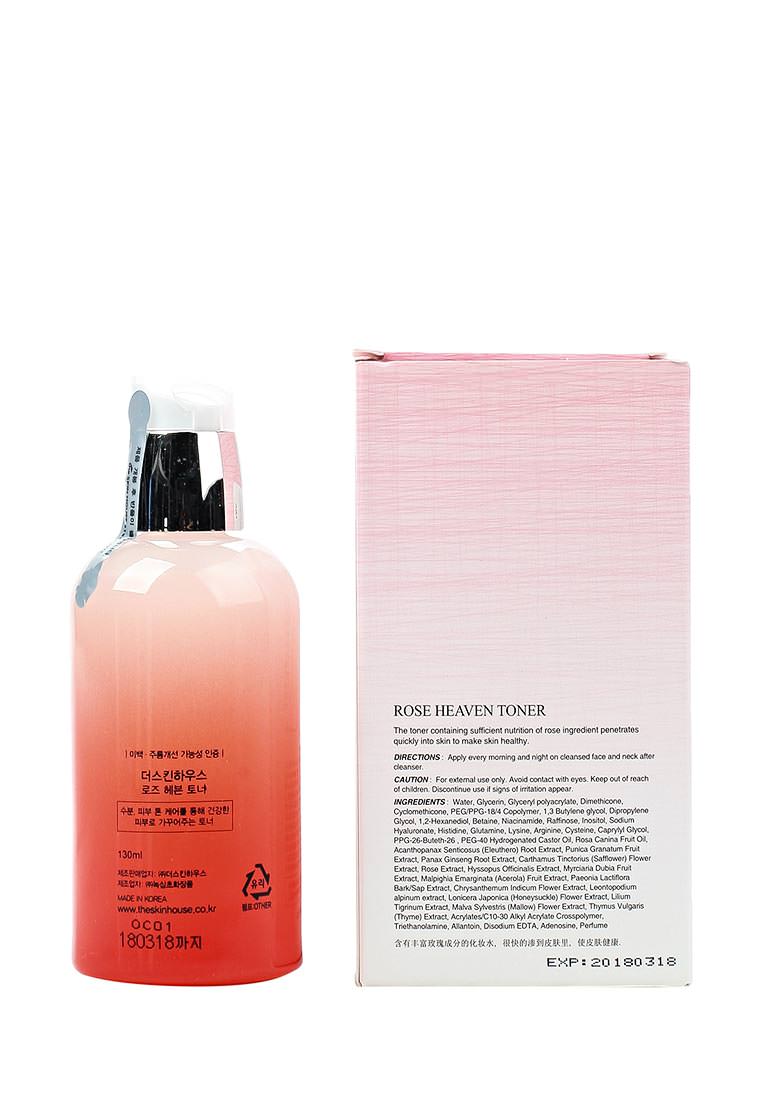 제품 개봉 후
| 미백·주름개선 기능성 인증 |
더스킨하우스
로즈 헤븐 토너
수분, 피부 톤 케어를 통해 건강한
피부로 가꾸어주는 토너
130ml
제조판매업자: ㈜더스킨하우스
제조업자:
MADE IN KOREA
www.theskinhouse.co.kr
유리
펌프:OTHER
OC01
180318까지
ROSE HEAVEN TONER
The toner containing sufficient nutrition of rose ingredient penetrates
quickly into skin to make skin healthy.
DIRECTIONS : Apply every morning and night on cleansed face and neck after
cleanser.
CAUTION : For external use only. Avoid contact with eyes. Keep out of reach
of children. Discontinue use if signs of irritation appear.
INGREDIENTS : Water, Glycerin, Glyceryl polyacrylate, Dimethicone,
Cyclomethicone, PEG/PPG-18/4 Copolymer, 1,3 Butylene glycol, Dipropylene
Glycol, 1,2-Hexanediol, Betaine, Niacinamide, Raffinose, Inositol, Sodium
Hyaluronate, Histidine, Glutamine, Lysine, Arginine, Cysteine, Caprylyl Glycol,
PPG-26-Buteth-26 , PEG-40 Hydrogenated Castor Oil, Rosa Canina Fruit Oil,
Acanthopanax Senticosus (Eleuthero) Root Extract, Punica Granatum Fruit
Extract, Panax Ginseng Root Extract, Carthamus Tinctorius (Safflower) Flower
Extract, Rose Extract, Hyssopus Officinalis Extract, Myrciaria Dubia Fruit
Extract, Malpighia Emarginata (Acerola) Fruit Extract, Paeonia Lactiflora
Bark/Sap Extract, Chrysanthemum Indicum Flower Extract, Leontopodium
alpinum extract, Lonicera Japonica (Honeysuckle) Flower Extract, Lilium
Tigrinum Extract, Malva Sylvestris (Mallow) Flower Extract, Thymus Vulgaris
(Thyme) Extract, Acrylates/C10-30 Alkyl Acrylate Crosspolymer,
Triethanolamine, Allantoin, Disodium EDTA, Adenosine, Perfume
含有丰富玫瑰成分的化妆水, 很快的渗到皮肤里, 使皮肤健康.
EXP:20180318